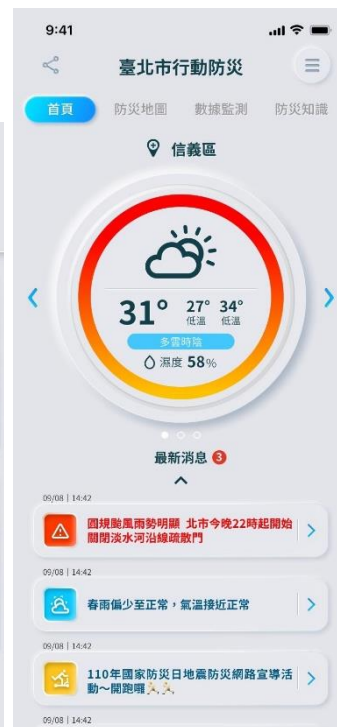 9:41
臺北市行動防災
首頁 防災地圖 數據監測 防災知識
信義區
31° 27° 34°
低溫 低溫
多雲時陰
濕度 58%
最新消息 3
09/08 | 14:42
圓規颱風雨勢明顯 北市今晚22時起開始
關閉淡水河沿線疏散門
09/08 | 14:42
春雨偏少至正常，氣溫接近正常
09/08 | 14:42
110年國家防災日地震防災網路宣導活
動～開跑囉
09/08 | 14:42